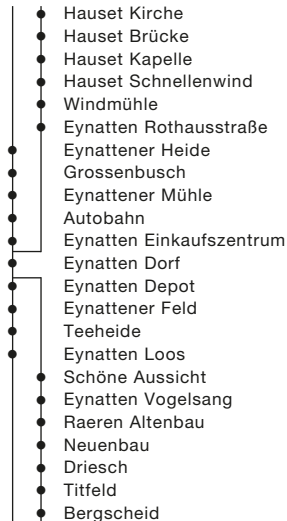 Hauset Kirche
Hauset Brücke
Hauset Kapelle
Hauset Schnellenwind
Windmühle
Eynatten Rothausstraße
Eynattener Heide
Grossenbusch
Eynattener Mühle
Autobahn
Eynatten Einkaufszentrum
Eynatten Dorf
Eynatten Depot
Eynattener Feld
Teeheide
Eynatten Loos
Schöne Aussicht
Eynatten Vogelsang
Raeren Altenbau
Neuenbau
Driesch
Titfeld
Bergscheid